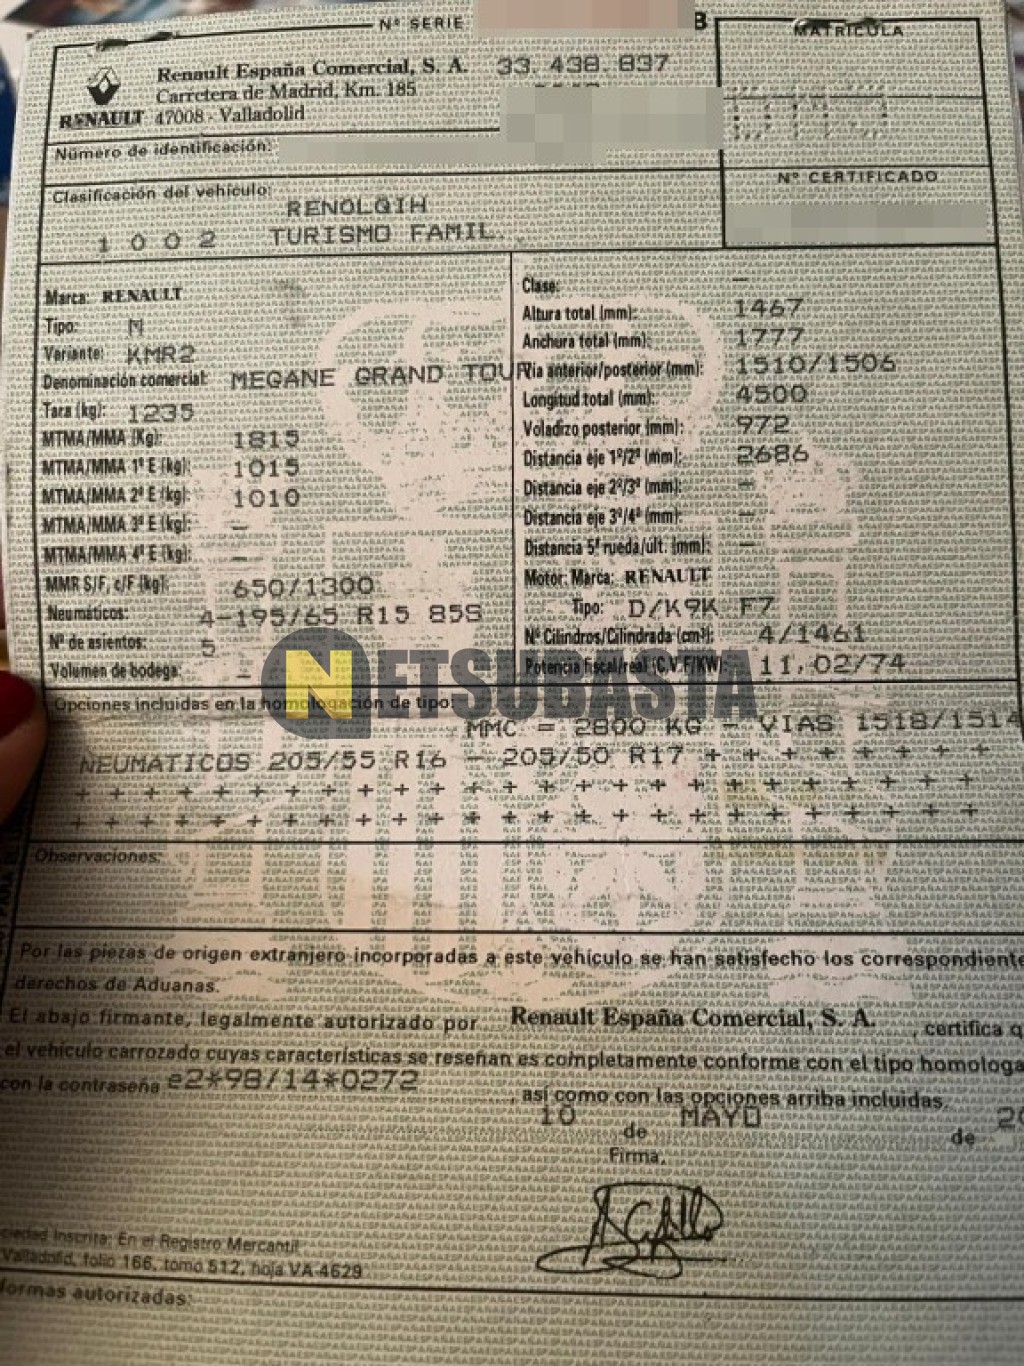 Nº SERIE B
MATRICULA
Renault España Comercial, S. A. 33.438.837
Carretera de Madrid, Km. 185
RENAULT 47008 - Valladolid
Número de identificación:
Nº CERTIFICADO
Clasificación del vehículo:
RENOLQIH
1 0 0 2 TURISMO FAMIL.
Marca: RENAULT
Tipo: M
Variante: KMR2
Denominación comercial: MEGANE GRAND TOUR
Tara (kg): 1235
MTMA/MMA (Kg): 1815
MTMA/MMA 1º E (kg): 1015
MTMA/MMA 2º E (kg): 1010
MTMA/MMA 3º E (kg): —
MTMA/MMA 4º E (kg): —
MMR S/F, c/F (kg): 650/1300
Neumáticos: 4-195/65 R15 85S
Nº de asientos: 5
Volumen de bodega: —
Clase: —
Altura total (mm): 1467
Anchura total (mm): 1777
Vía anterior/posterior (mm): 1510/1506
Longitud total (mm): 4500
Voladizo posterior (mm): 972
Distancia eje 1º/2º (mm): 2686
Distancia eje 2º/3º (mm): —
Distancia eje 3º/4º (mm): —
Distancia 5ª rueda/últ. (mm): —
Motor: Marca: RENAULT
Tipo: D/K9K F7
Nº Cilindros/Cilindrada (cm³): 4/1461
Potencia fiscal/real (C.V.F/KW): 11,02/74
NETSUBASTA
Opciones incluidas en la homologación de tipo:
MMC = 2800 KG - VIAS 1518/1514
NEUMATICOS 205/55 R16 - 205/50 R17 + + + + + + + + +
+ + + + + + + + + + + + + + + + + + + + + + + + + +
+ + + + + + + + + + + + + + + + + + + + + + + + + +
Observaciones:
Por las piezas de origen extranjero incorporadas a este vehículo se han satisfecho los correspondiente
derechos de Aduanas.
El abajo firmante, legalmente autorizado por Renault España Comercial, S. A. , certifica q
el vehículo carrozado cuyas características se reseñan es completamente conforme con el tipo homologa
con la contraseña e2*98/14*0272 , así como con las opciones arriba incluidas.
10 de MAYO de 20
Firma,
ciedad Inscrita: En el Registro Mercantil
Valladolid, folio 166, tomo 512, hoja VA-4629
formas autorizadas: